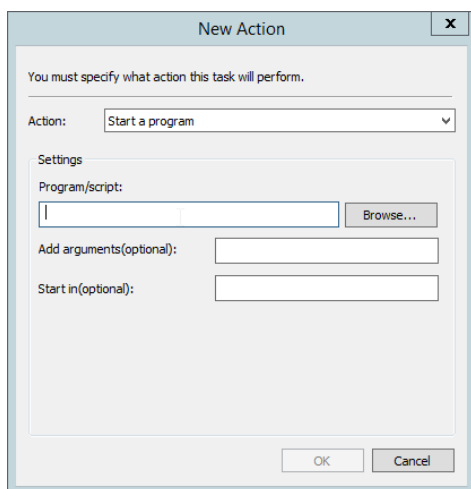 New Action
x
You must specify what action this task will perform.
Action: Start a program
Settings
Program/script:
Browse...
Add arguments(optional):
Start in(optional):
OK Cancel